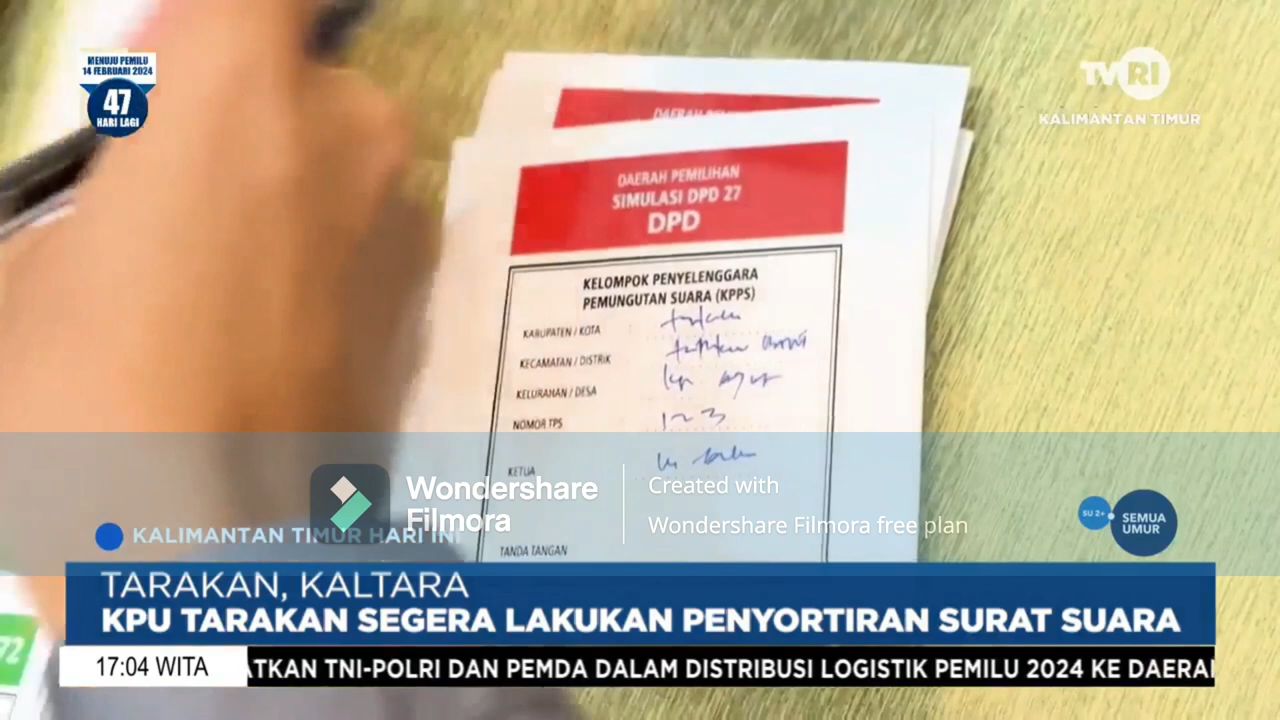 MENUJU PEMILU
14 FEBRUARI 2024
47
HARI LAGI
TVRI
KALIMANTAN TIMUR
DAERAH PEMILIHAN
SIMULASI DPD 27
DPD
KELOMPOK PENYELENGGARA
PEMUNGUTAN SUARA (KPPS)
KABUPATEN / KOTA
KECAMATAN / DISTRIK
KELURAHAN / DESA
NOMOR TPS 123
KETUA
TANDA TANGAN
Wondershare
Filmora
Created with
Wondershare Filmora free plan
SU 2+
SEMUA
UMUR
KALIMANTAN TIMUR HARI INI
TARAKAN, KALTARA
KPU TARAKAN SEGERA LAKUKAN PENYORTIRAN SURAT SUARA
17:04 WITA
ATKAN TNI-POLRI DAN PEMDA DALAM DISTRIBUSI LOGISTIK PEMILU 2024 KE DAERA